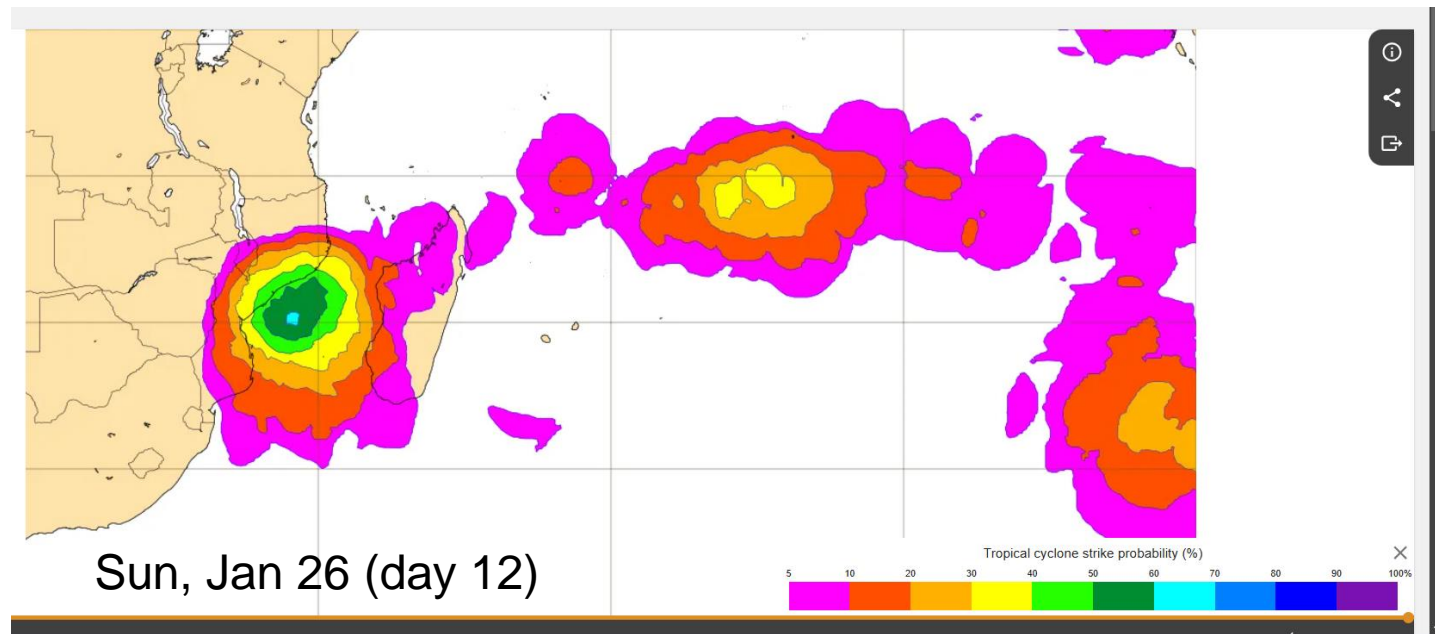 Sun, Jan 26 (day 12)
Tropical cyclone strike probability (%)
5 10 20 30 40 50 60 70 80 90 100%